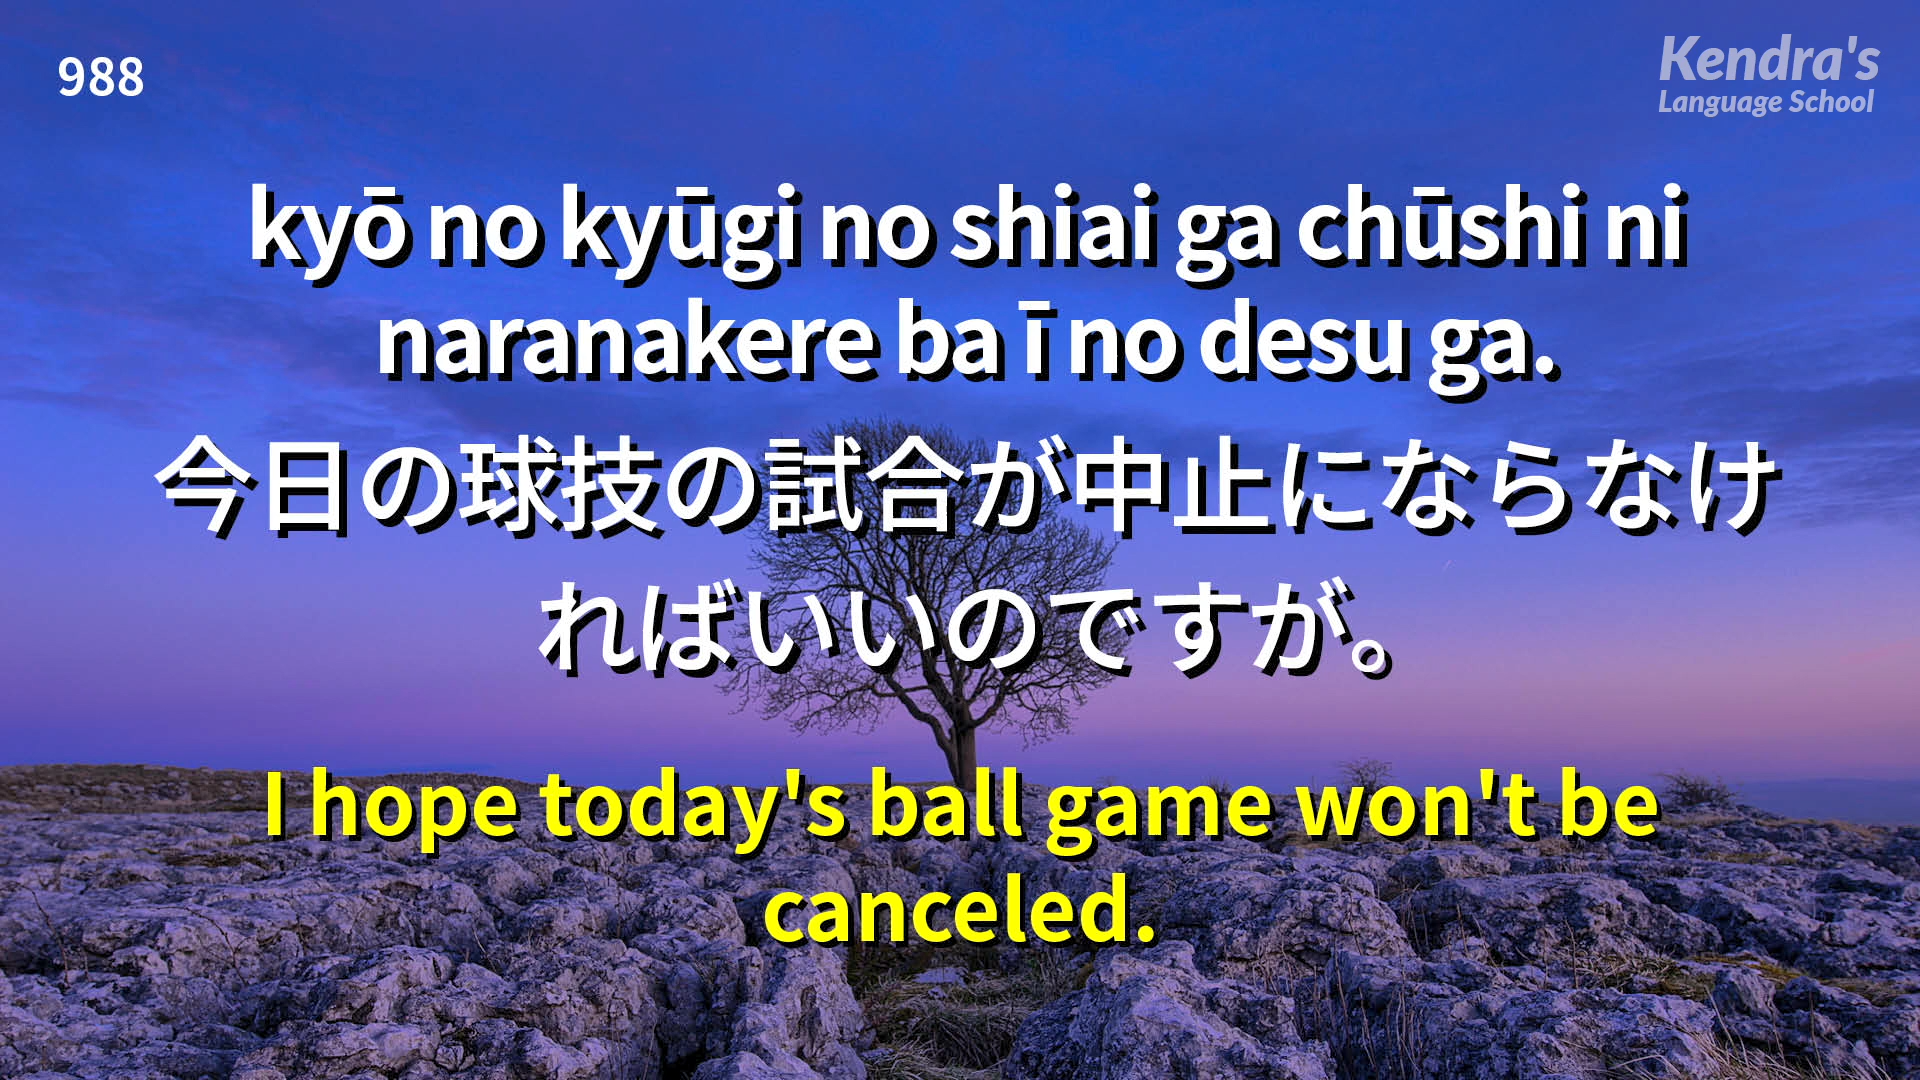 988
Kendra's
Language School
kyō no kyūgi no shiai ga chūshi ni
naranakere ba ī no desu ga.
今日の球技の試合が中止にならなけ
ればいいのですが。
I hope today's ball game won't be
canceled.